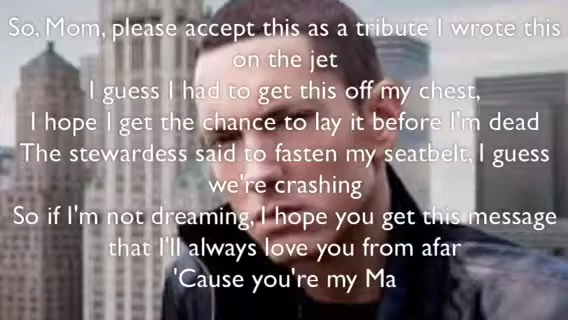 So, Mom, please accept this as a tribute I wrote this
on the jet
I guess I had to get this off my chest,
I hope I get the chance to lay it before I'm dead
The stewardess said to fasten my seatbelt, I guess
we're crashing
So if I'm not dreaming, I hope you get this message
that I'll always love you from afar
'Cause you're my Ma